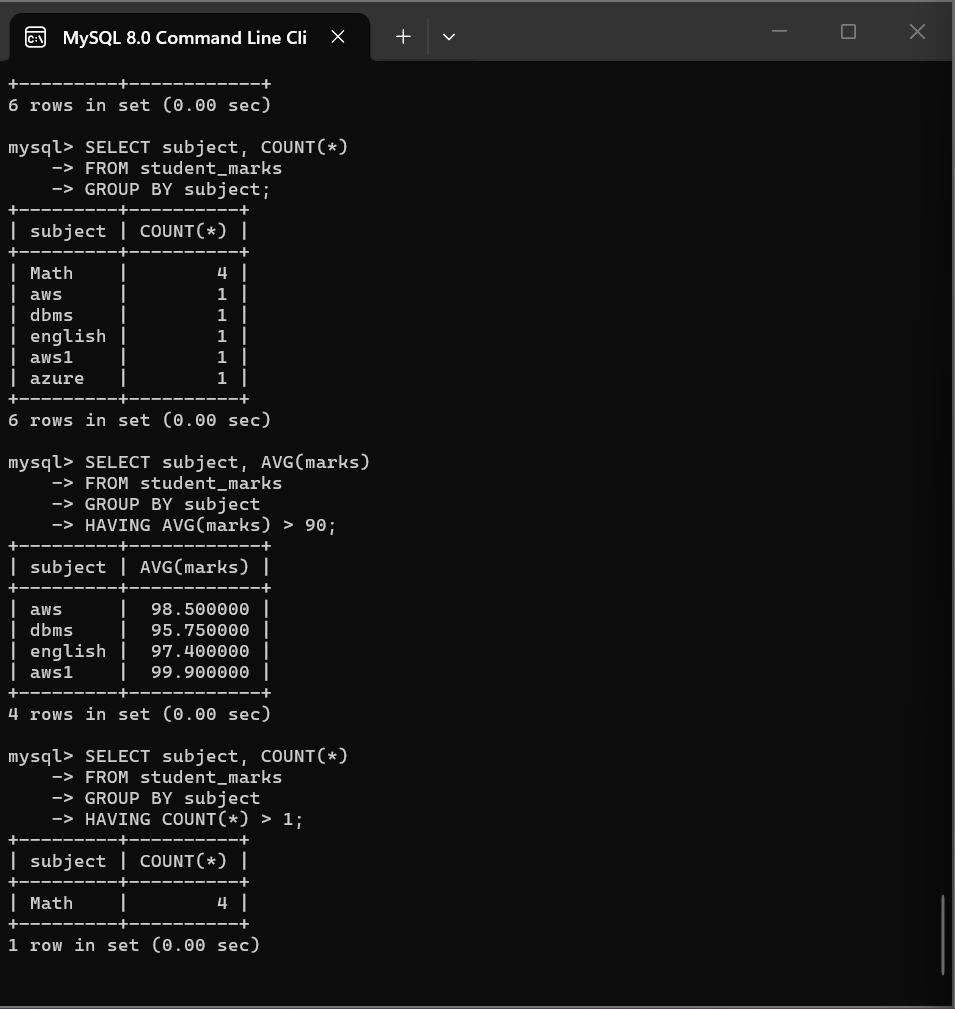 MySQL 8.0 Command Line Cli
+---------+------------+
6 rows in set (0.00 sec)
mysql> SELECT subject, COUNT(*)
    -> FROM student_marks
    -> GROUP BY subject;
+---------+----------+
| subject | COUNT(*) |
+---------+----------+
| Math    |        4 |
| aws     |        1 |
| dbms    |        1 |
| english |        1 |
| aws1    |        1 |
| azure   |        1 |
+---------+----------+
6 rows in set (0.00 sec)
mysql> SELECT subject, AVG(marks)
    -> FROM student_marks
    -> GROUP BY subject
    -> HAVING AVG(marks) > 90;
+---------+------------+
| subject | AVG(marks) |
+---------+------------+
| aws     |  98.500000 |
| dbms    |  95.750000 |
| english |  97.400000 |
| aws1    |  99.900000 |
+---------+------------+
4 rows in set (0.00 sec)
mysql> SELECT subject, COUNT(*)
    -> FROM student_marks
    -> GROUP BY subject
    -> HAVING COUNT(*) > 1;
+---------+----------+
| subject | COUNT(*) |
+---------+----------+
| Math    |        4 |
+---------+----------+
1 row in set (0.00 sec)